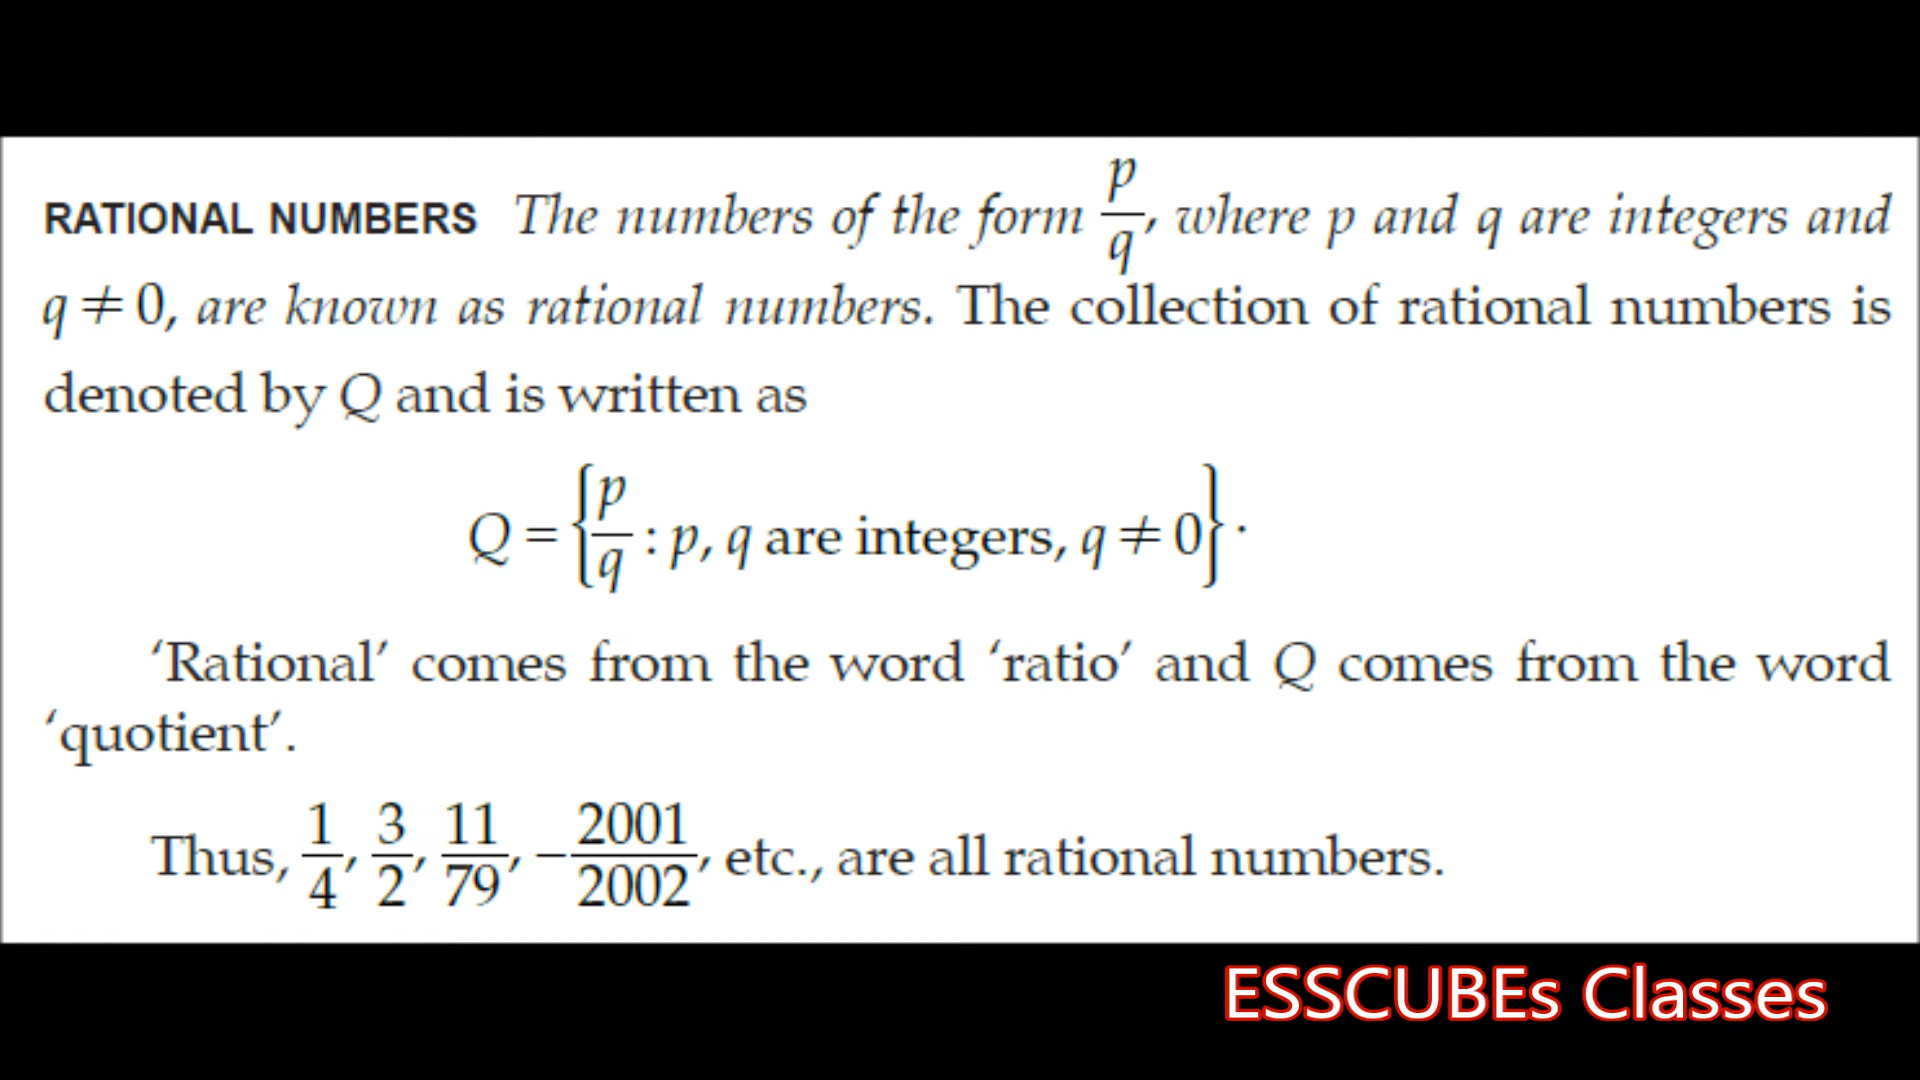 RATIONAL NUMBERS The numbers of the form p/q, where p and q are integers and
q ≠ 0, are known as rational numbers. The collection of rational numbers is
denoted by Q and is written as
Q = {p/q : p, q are integers, q ≠ 0}.
‘Rational’ comes from the word ‘ratio’ and Q comes from the word
‘quotient’.
Thus, 1/4, 3/2, 11/79, −2001/2002, etc., are all rational numbers.
ESSCUBEs Classes